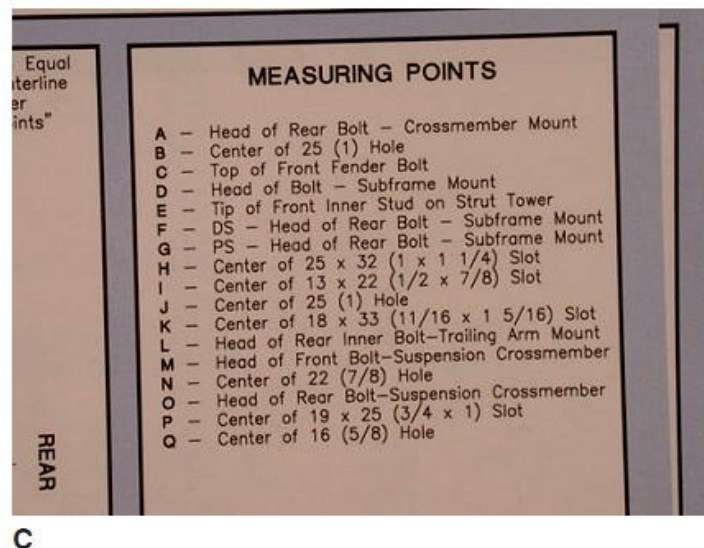 Equal
nterline
er
ints"
MEASURING POINTS
A – Head of Rear Bolt – Crossmember Mount
B – Center of 25 (1) Hole
C – Top of Front Fender Bolt
D – Head of Bolt – Subframe Mount
E – Tip of Front Inner Stud on Strut Tower
F – DS – Head of Rear Bolt – Subframe Mount
G – PS – Head of Rear Bolt – Subframe Mount
H – Center of 25 x 32 (1 x 1 1/4) Slot
I – Center of 13 x 22 (1/2 x 7/8) Slot
J – Center of 25 (1) Hole
K – Center of 18 x 33 (11/16 x 1 5/16) Slot
L – Head of Rear Inner Bolt–Trailing Arm Mount
M – Head of Front Bolt–Suspension Crossmember
N – Center of 22 (7/8) Hole
O – Head of Rear Bolt–Suspension Crossmember
P – Center of 19 x 25 (3/4 x 1) Slot
Q – Center of 16 (5/8) Hole
REAR
C